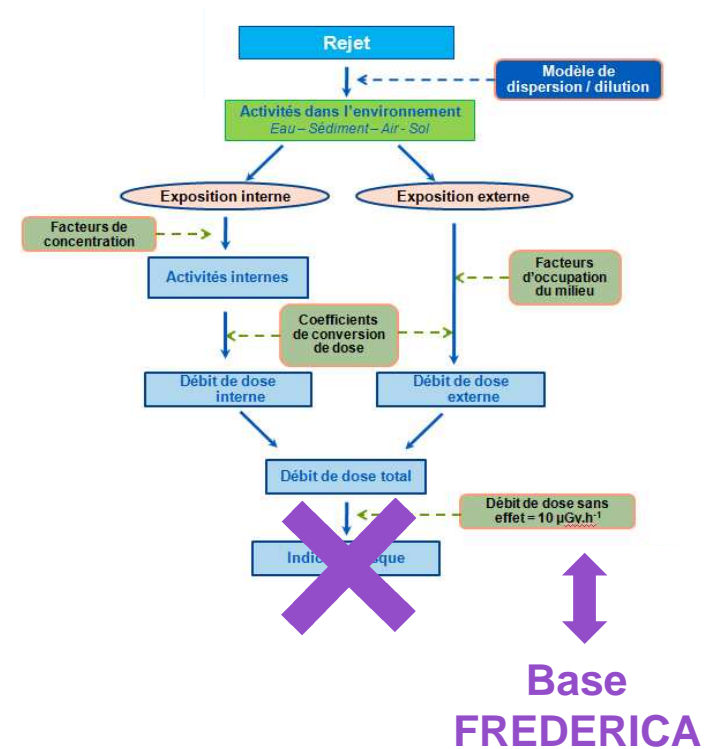 Rejet
Modèle de
dispersion / dilution
Activités dans l'environnement
Eau – Sédiment – Air - Sol
Exposition interne
Exposition externe
Facteurs de
concentration
Activités internes
Facteurs
d'occupation
du milieu
Coefficients
de conversion
de dose
Débit de dose
interne
Débit de dose
externe
Débit de dose total
Débit de dose sans
effet = 10 µGy.h-1
Base
FREDERICA